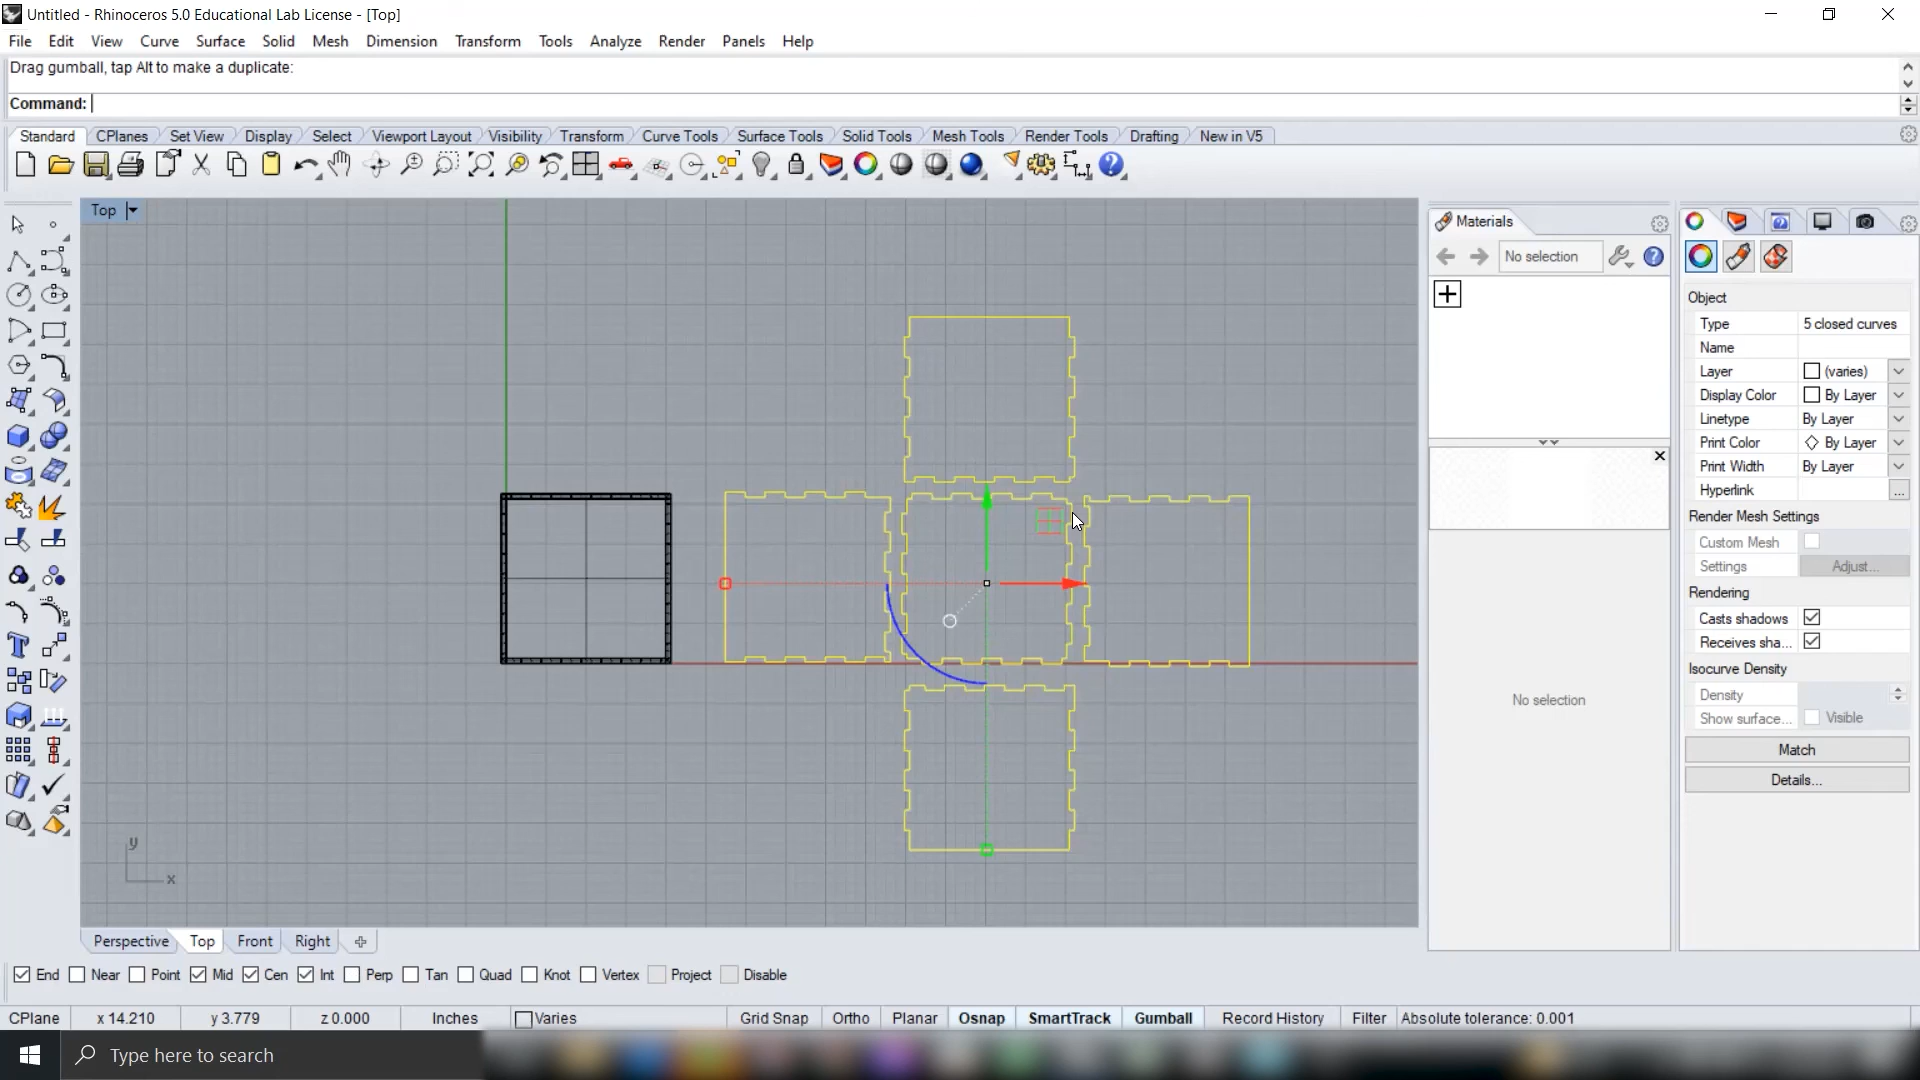 Untitled - Rhinoceros 5.0 Educational Lab License - [Top]
File Edit View Curve Surface Solid Mesh Dimension Transform Tools Analyze Render Panels Help
Drag gumball, tap Alt to make a duplicate:
Command:
Standard CPlanes Set View Display Select Viewport Layout Visibility Transform Curve Tools Surface Tools Solid Tools Mesh Tools Render Tools Drafting New in V5
Top
Materials
No selection
Object
Type 5 closed curves
Name
Layer (varies)
Display Color By Layer
Linetype By Layer
Print Color By Layer
Print Width By Layer
Hyperlink ...
Render Mesh Settings
Custom Mesh
Settings Adjust...
Rendering
Casts shadows
Receives sha...
Isocurve Density
Density
Show surface... Visible
Match
Details...
No selection
y
x
Perspective Top Front Right
End Near Point Mid Cen Int Perp Tan Quad Knot Vertex Project Disable
CPlane x 14.210 y 3.779 z 0.000 Inches Varies Grid Snap Ortho Planar Osnap SmartTrack Gumball Record History Filter Absolute tolerance: 0.001
Type here to search